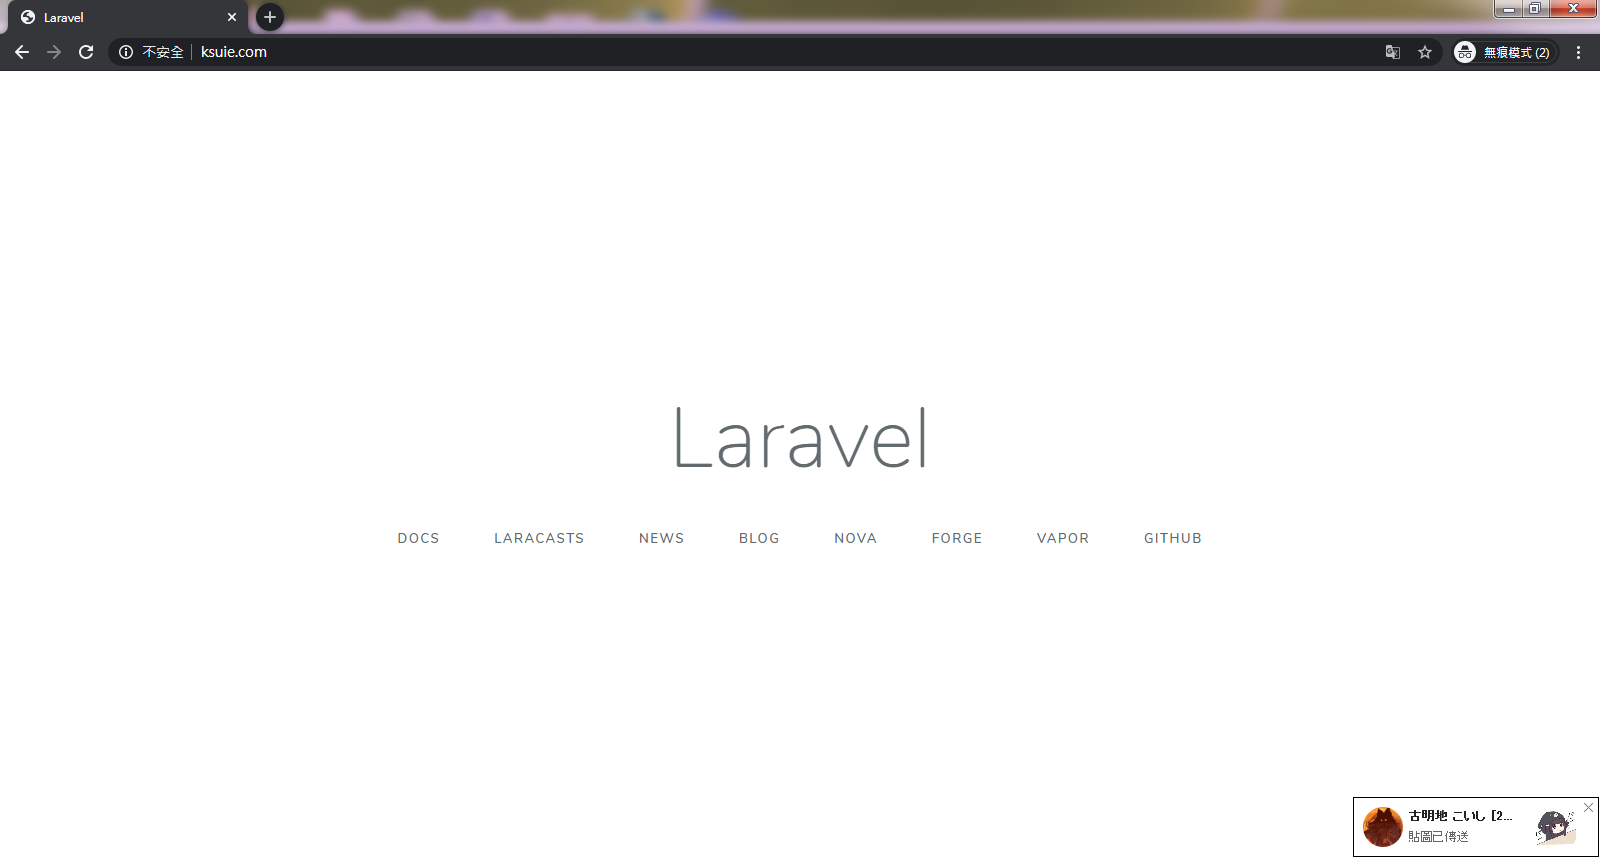 Laravel
不安全
ksuie.com
無痕模式 (2)
Laravel
DOCS LARACASTS NEWS BLOG NOVA FORGE VAPOR GITHUB
古明地 こいし [2...
貼圖已傳送